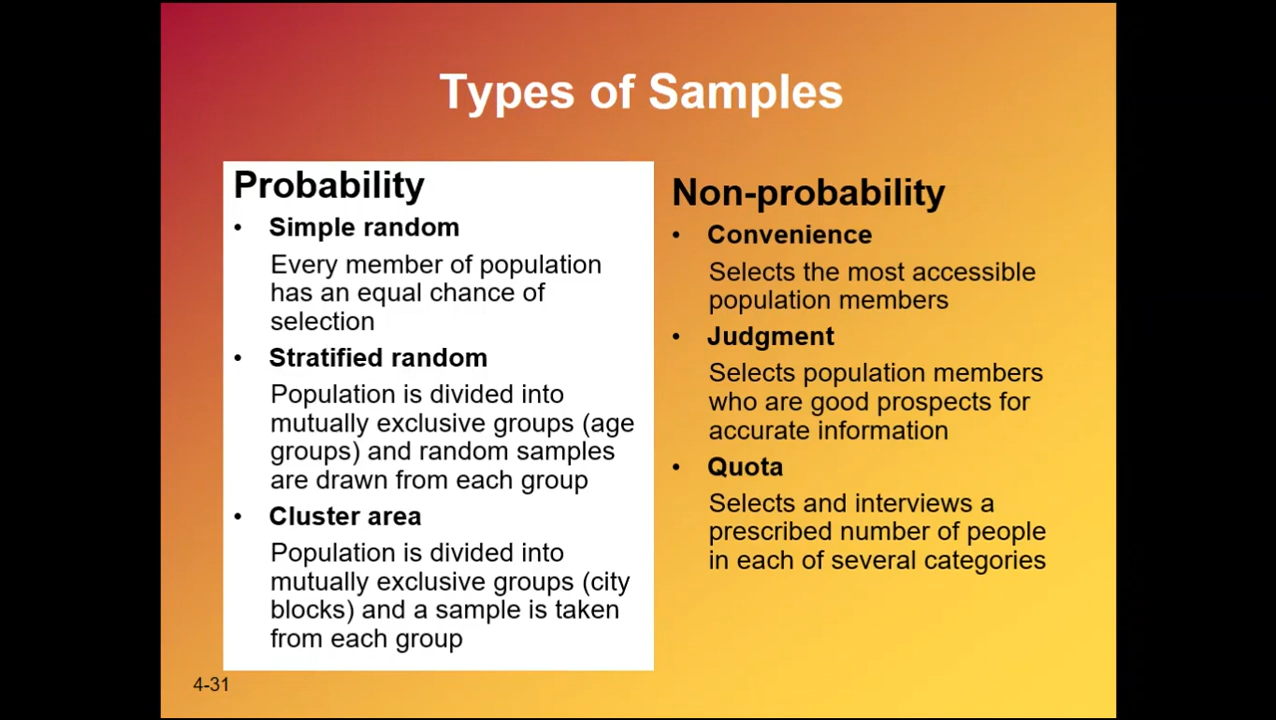 Types of Samples
Probability
• Simple random
Every member of population
has an equal chance of
selection
• Stratified random
Population is divided into
mutually exclusive groups (age
groups) and random samples
are drawn from each group
• Cluster area
Population is divided into
mutually exclusive groups (city
blocks) and a sample is taken
from each group
Non-probability
• Convenience
Selects the most accessible
population members
• Judgment
Selects population members
who are good prospects for
accurate information
• Quota
Selects and interviews a
prescribed number of people
in each of several categories
4-31